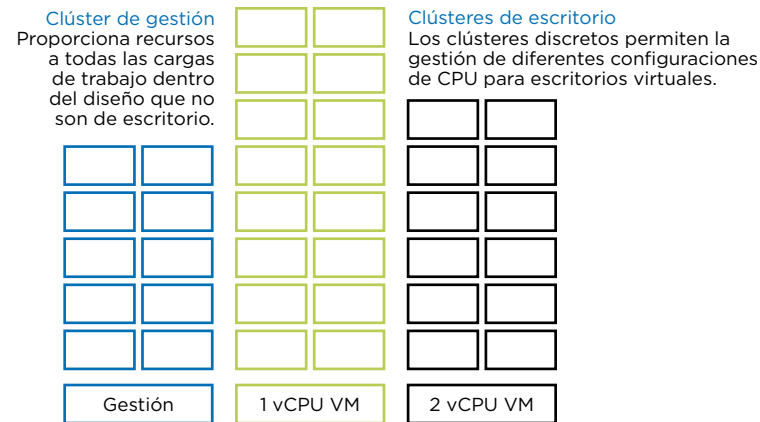 Clúster de gestión
Proporciona recursos
a todas las cargas
de trabajo dentro
del diseño que no
son de escritorio.
Clústeres de escritorio
Los clústeres discretos permiten la
gestión de diferentes configuraciones
de CPU para escritorios virtuales.
Gestión
1 vCPU VM
2 vCPU VM